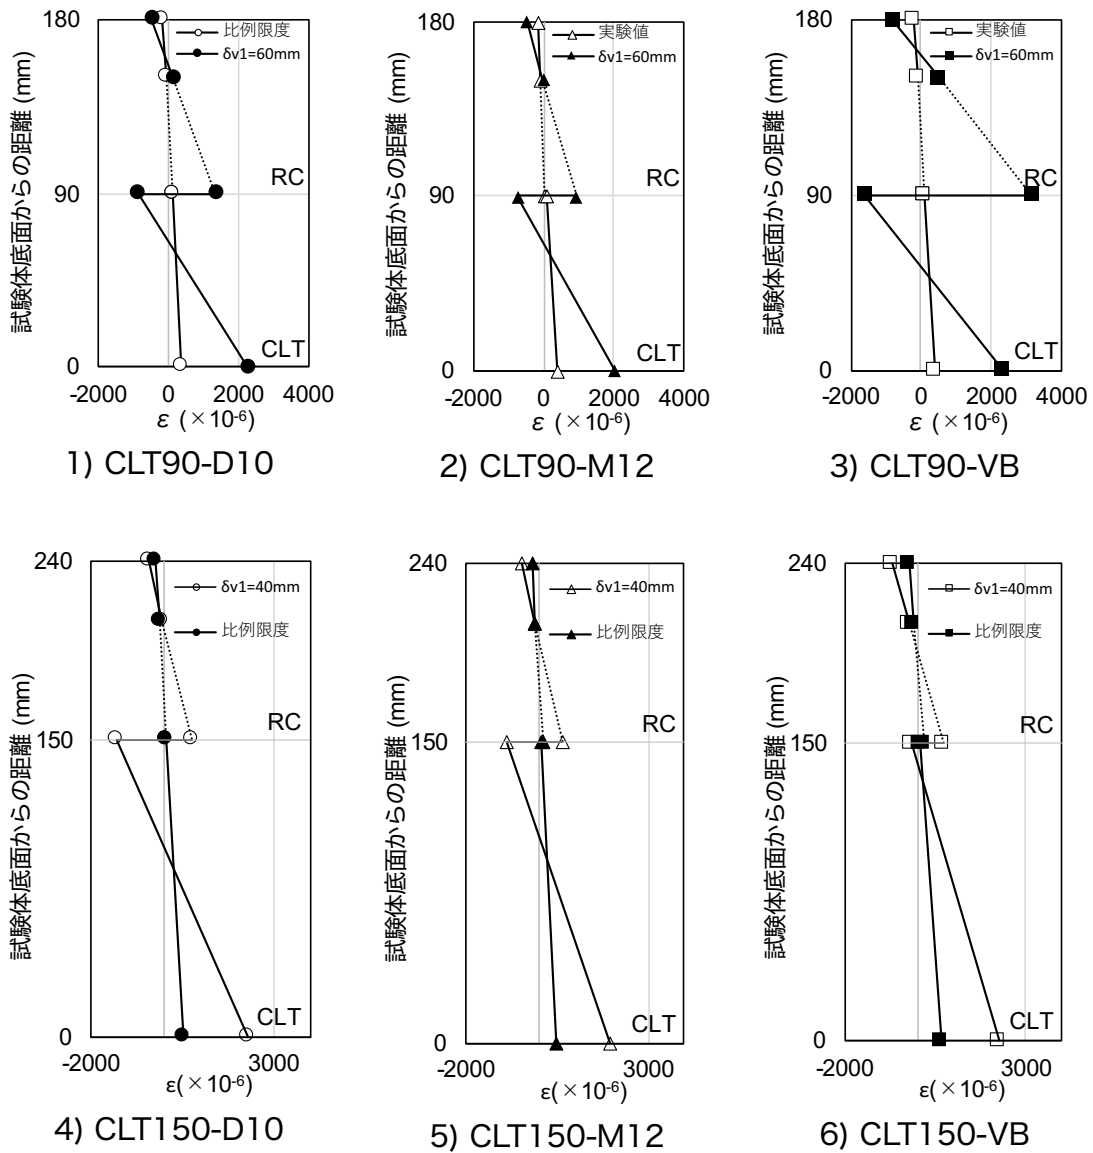 180
比例限度
δv1=60mm
試験体底面からの距離 (mm)
90
RC
CLT
0
-2000
0
2000
4000
ε (×10-6)
1) CLT90-D10
180
実験値
δv1=60mm
試験体底面からの距離 (mm)
90
RC
CLT
0
-2000
0
2000
4000
ε (×10-6)
2) CLT90-M12
180
実験値
δv1=60mm
試験体底面からの距離 (mm)
90
RC
CLT
0
-2000
0
2000
4000
ε (×10-6)
3) CLT90-VB
240
δv1=40mm
比例限度
試験体底面からの距離 (mm)
150
RC
CLT
0
-2000
3000
ε(×10-6)
4) CLT150-D10
240
δv1=40mm
比例限度
試験体底面からの距離 (mm)
150
RC
CLT
0
-2000
3000
ε(×10-6)
5) CLT150-M12
240
δv1=40mm
比例限度
試験体底面からの距離 (mm)
150
RC
CLT
0
-2000
3000
ε(×10-6)
6) CLT150-VB